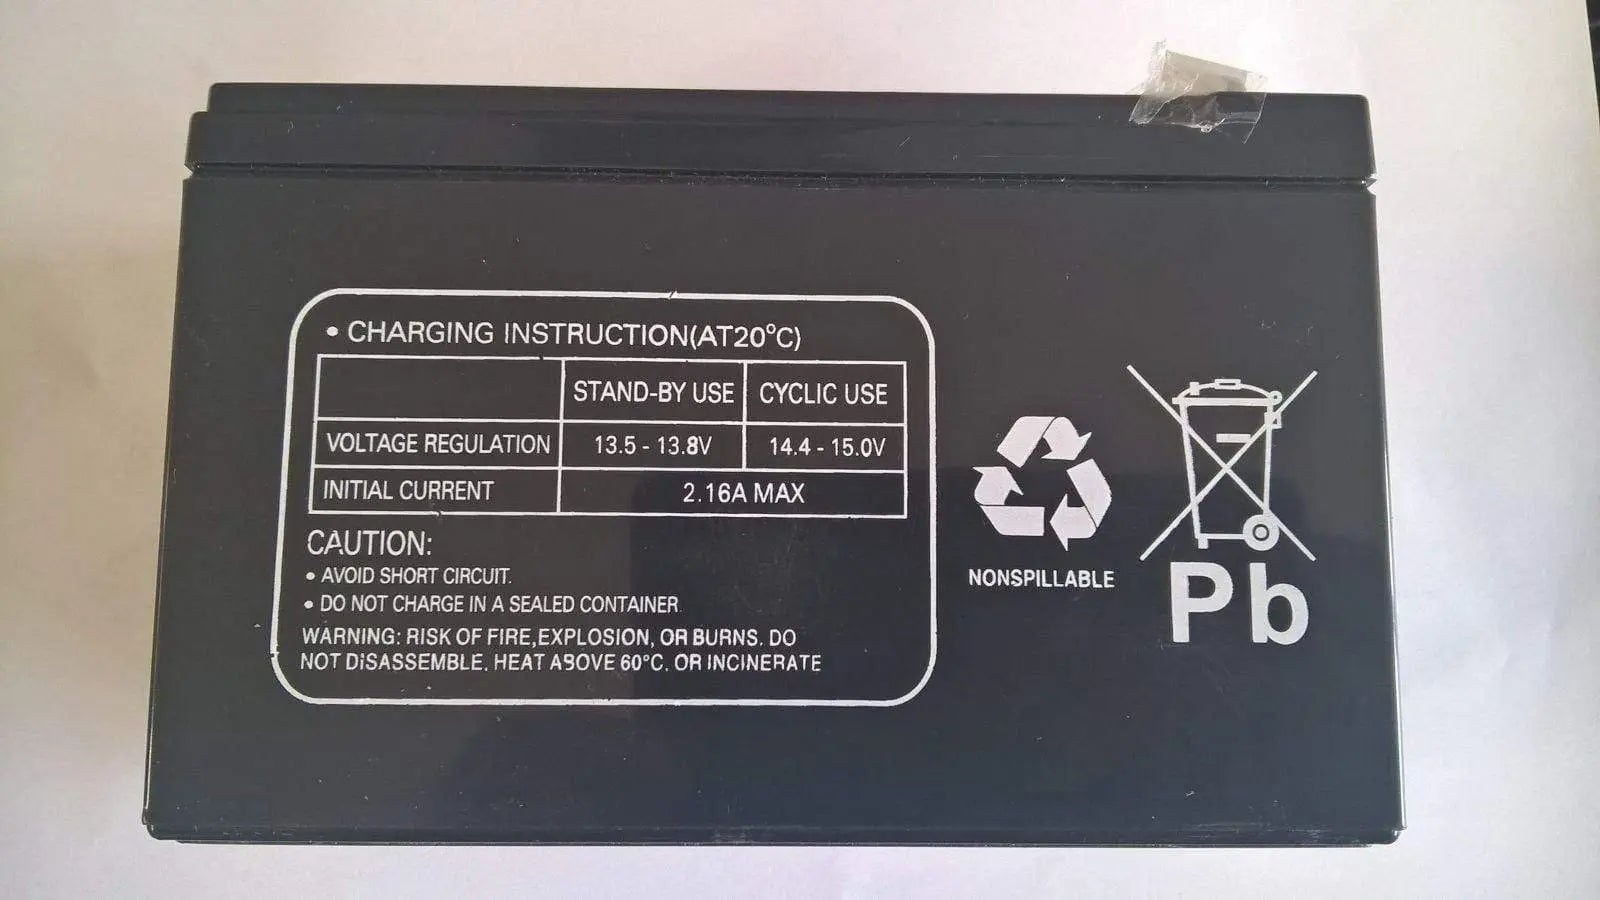 • CHARGING INSTRUCTION(AT20°C)
STAND-BY USE CYCLIC USE
VOLTAGE REGULATION 13.5 - 13.8V 14.4 - 15.0V
INITIAL CURRENT 2.16A MAX
CAUTION:
• AVOID SHORT CIRCUIT.
• DO NOT CHARGE IN A SEALED CONTAINER.
WARNING: RISK OF FIRE,EXPLOSION, OR BURNS. DO
NOT DISASSEMBLE, HEAT ABOVE 60°C. OR INCINERATE
NONSPILLABLE
Pb